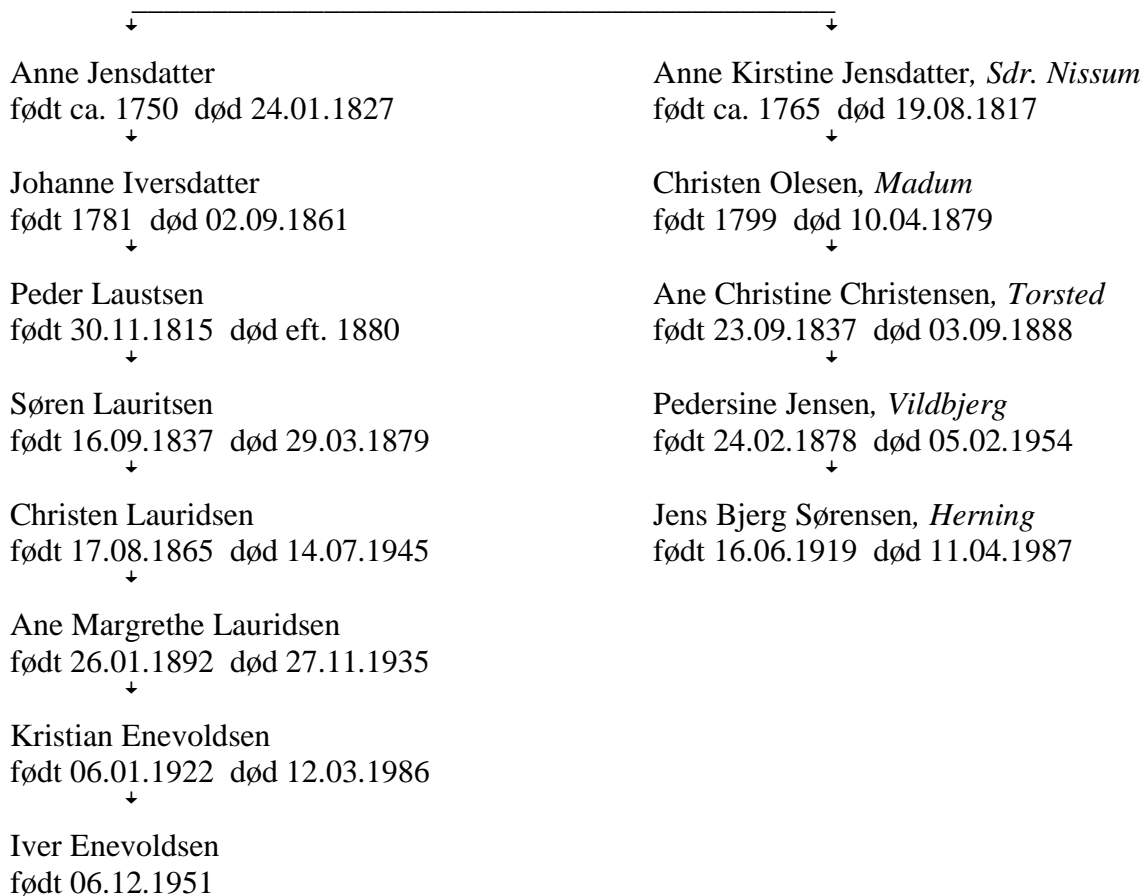 Anne Jensdatter
født ca. 1750 død 24.01.1827
Johanne Iversdatter
født 1781 død 02.09.1861
Peder Laustsen
født 30.11.1815 død eft. 1880
Søren Lauritsen
født 16.09.1837 død 29.03.1879
Christen Lauridsen
født 17.08.1865 død 14.07.1945
Ane Margrethe Lauridsen
født 26.01.1892 død 27.11.1935
Kristian Enevoldsen
født 06.01.1922 død 12.03.1986
Iver Enevoldsen
født 06.12.1951
Anne Kirstine Jensdatter, Sdr. Nissum
født ca. 1765 død 19.08.1817
Christen Olesen, Madum
født 1799 død 10.04.1879
Ane Christine Christensen, Torsted
født 23.09.1837 død 03.09.1888
Pedersine Jensen, Vildbjerg
født 24.02.1878 død 05.02.1954
Jens Bjerg Sørensen, Herning
født 16.06.1919 død 11.04.1987